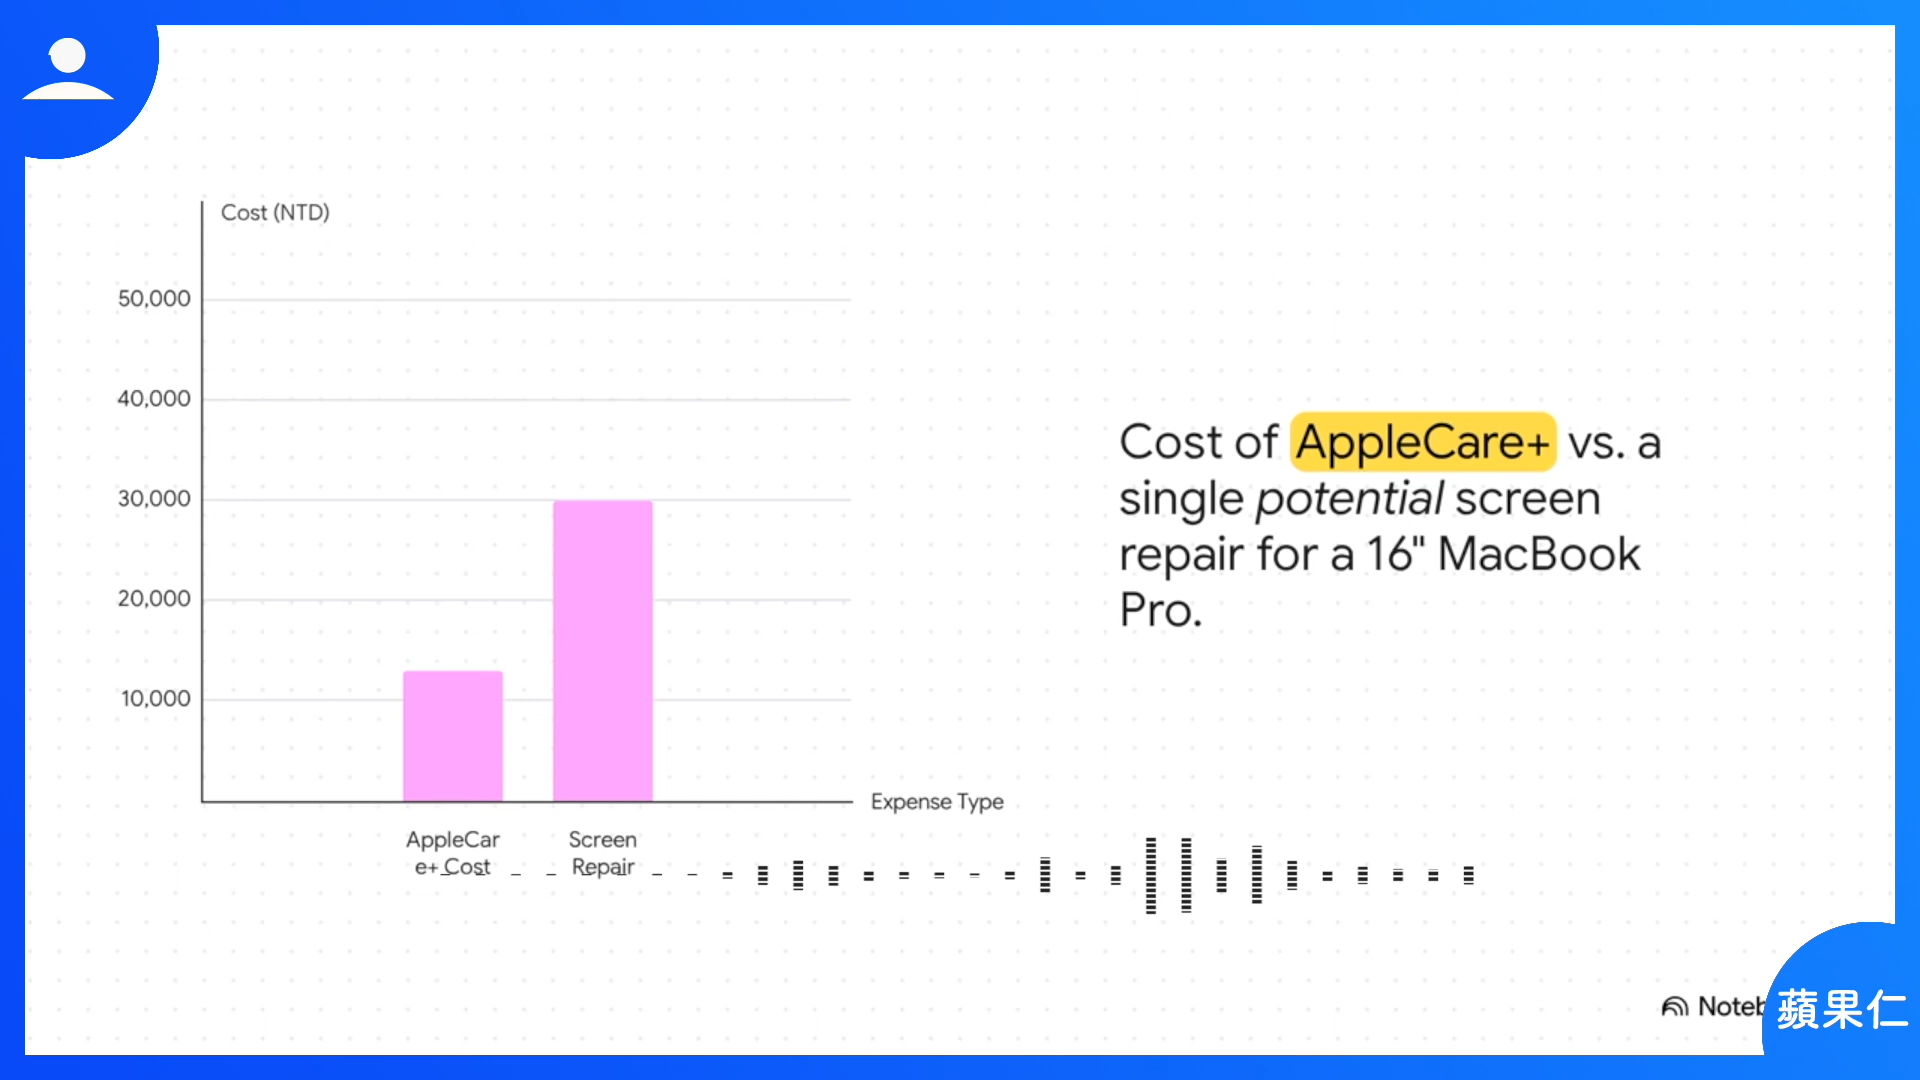 Cost (NTD)
50,000
40,000
30,000
20,000
10,000
Expense Type
AppleCar
e+ Cost
Screen
Repair
Cost of AppleCare+ vs. a
single potential screen
repair for a 16" MacBook
Pro.
Noteb
蘋果仁